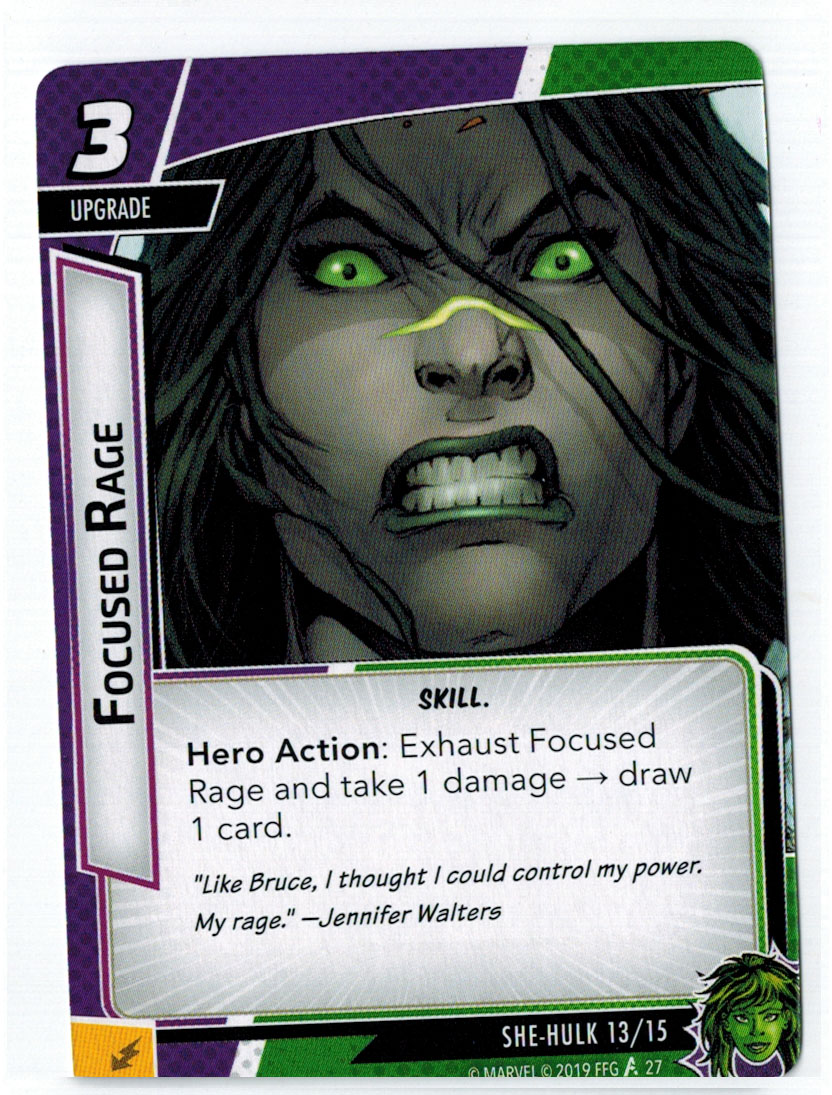 3
UPGRADE
FOCUSED RAGE
SKILL.
Hero Action: Exhaust Focused
Rage and take 1 damage → draw
1 card.
"Like Bruce, I thought I could control my power.
My rage." —Jennifer Walters
SHE-HULK 13/15
© MARVEL © 2019 FFG 27